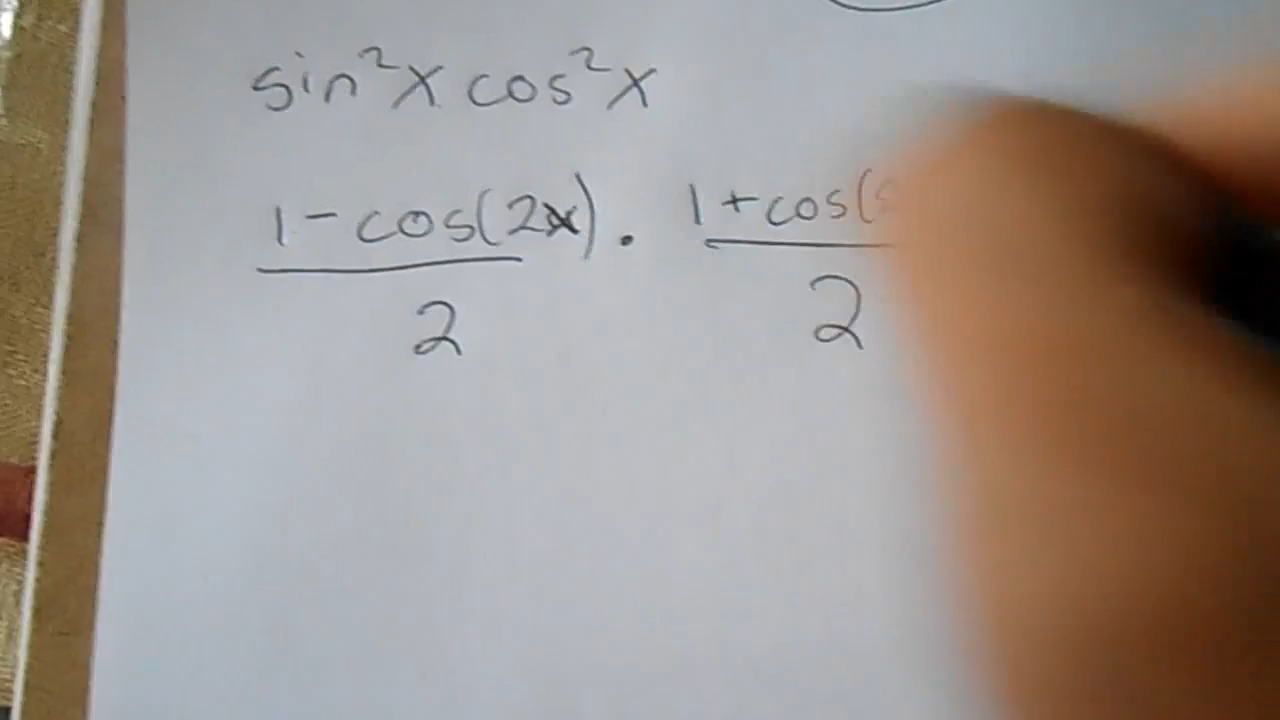 sin²x cos²x
1 - cos(2x) . 1 + cos(
2 2